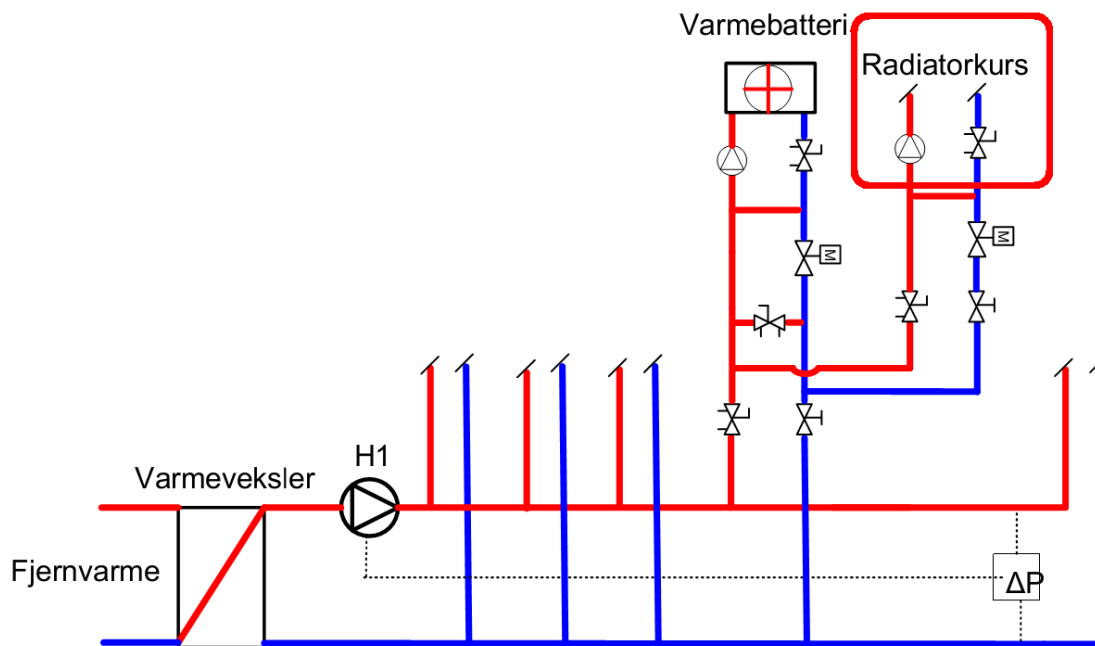 Varmebatteri
Radiatorkurs
M
M
H1
Varmeveksler
Fjernvarme
ΔP